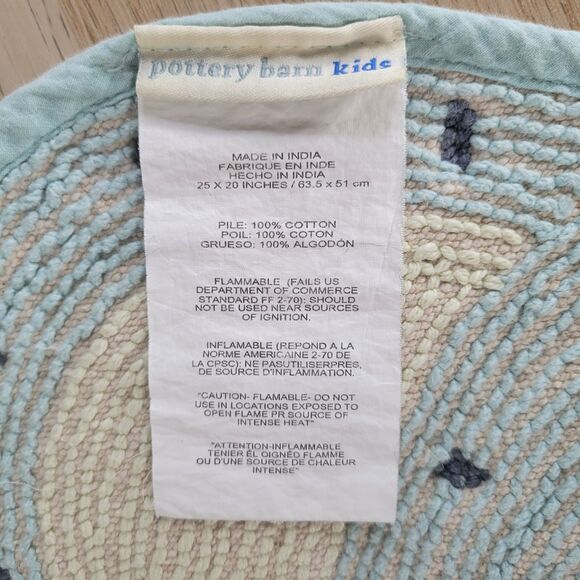 pottery barn kids
MADE IN INDIA
FABRIQUE EN INDE
HECHO IN INDIA
25 X 20 INCHES / 63.5 x 51 cm
PILE: 100% COTTON
POIL: 100% COTON
GRUESO: 100% ALGODÓN
FLAMMABLE (FAILS US
DEPARTMENT OF COMMERCE
STANDARD FF 2-70): SHOULD
NOT BE USED NEAR SOURCES
OF IGNITION.
INFLAMABLE (REPOND A LA
NORME AMERICAINE 2-70 DE
LA CPSC): NE PASUTILISERPRES,
DE SOURCE D'INFLAMMATION.
"CAUTION- FLAMABLE- DO NOT
USE IN LOCATIONS EXPOSED TO
OPEN FLAME PR SOURCE OF
INTENSE HEAT"
"ATTENTION-INFLAMMABLE
TENIER ÉL OIGNÉD FLAMME
OU D'UNE SOURCE DE CHALEUR
INTENSE"